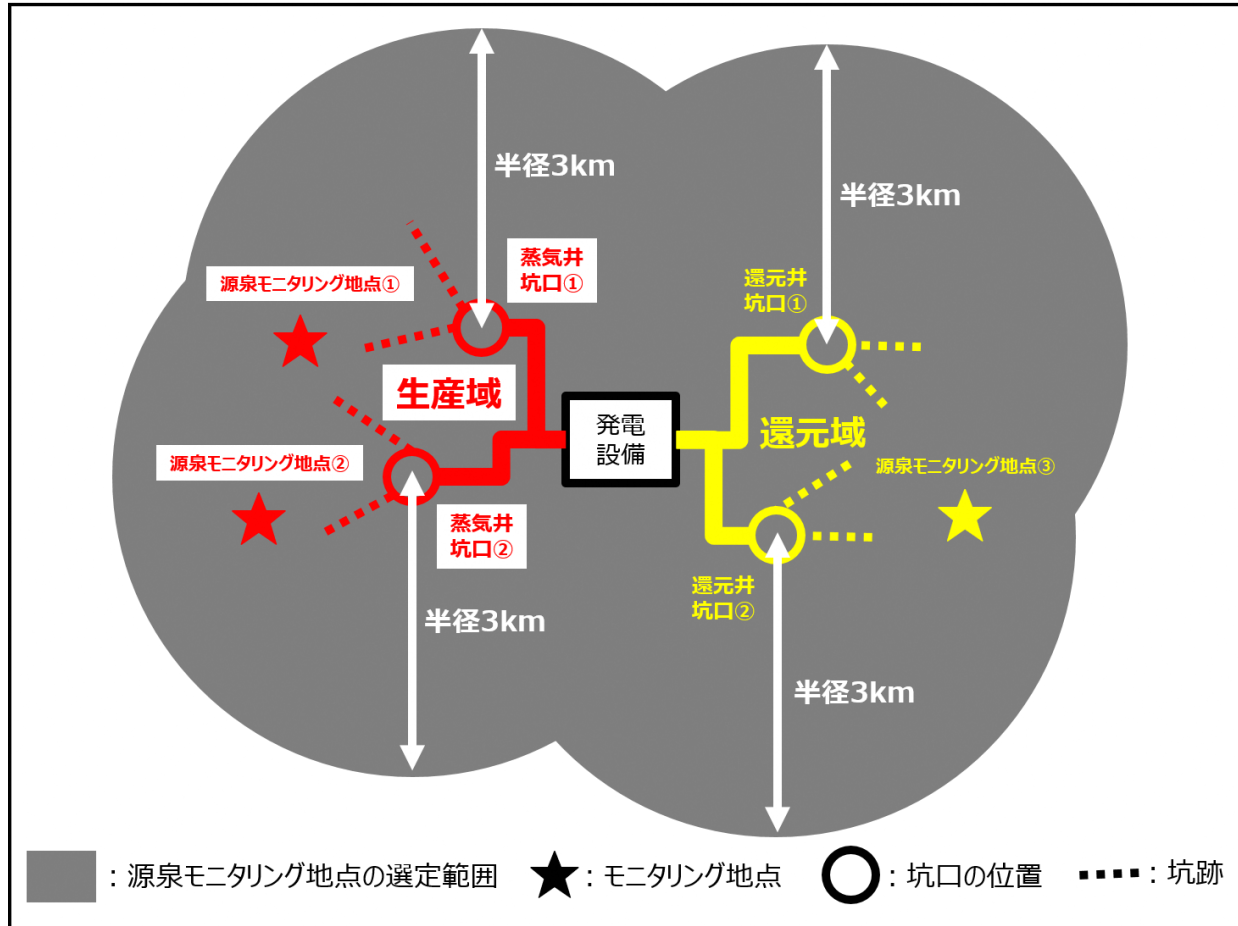 半径3km
半径3km
蒸気井
坑口①
源泉モニタリング地点①
還元井
坑口①
生産域
発電
設備
還元域
源泉モニタリング地点②
源泉モニタリング地点③
蒸気井
坑口②
還元井
坑口②
半径3km
半径3km
：源泉モニタリング地点の選定範囲
：モニタリング地点
：坑口の位置
：坑跡